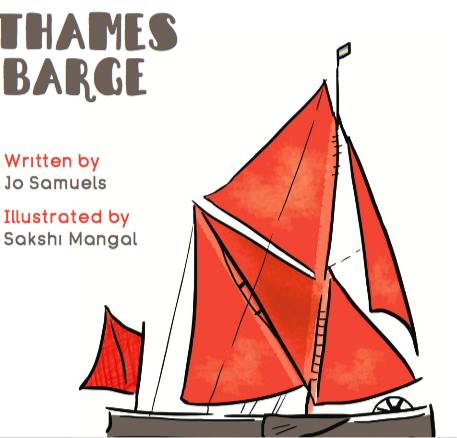 THAMES
BARGE
Written by
Jo Samuels
Illustrated by
Sakshi Mangal